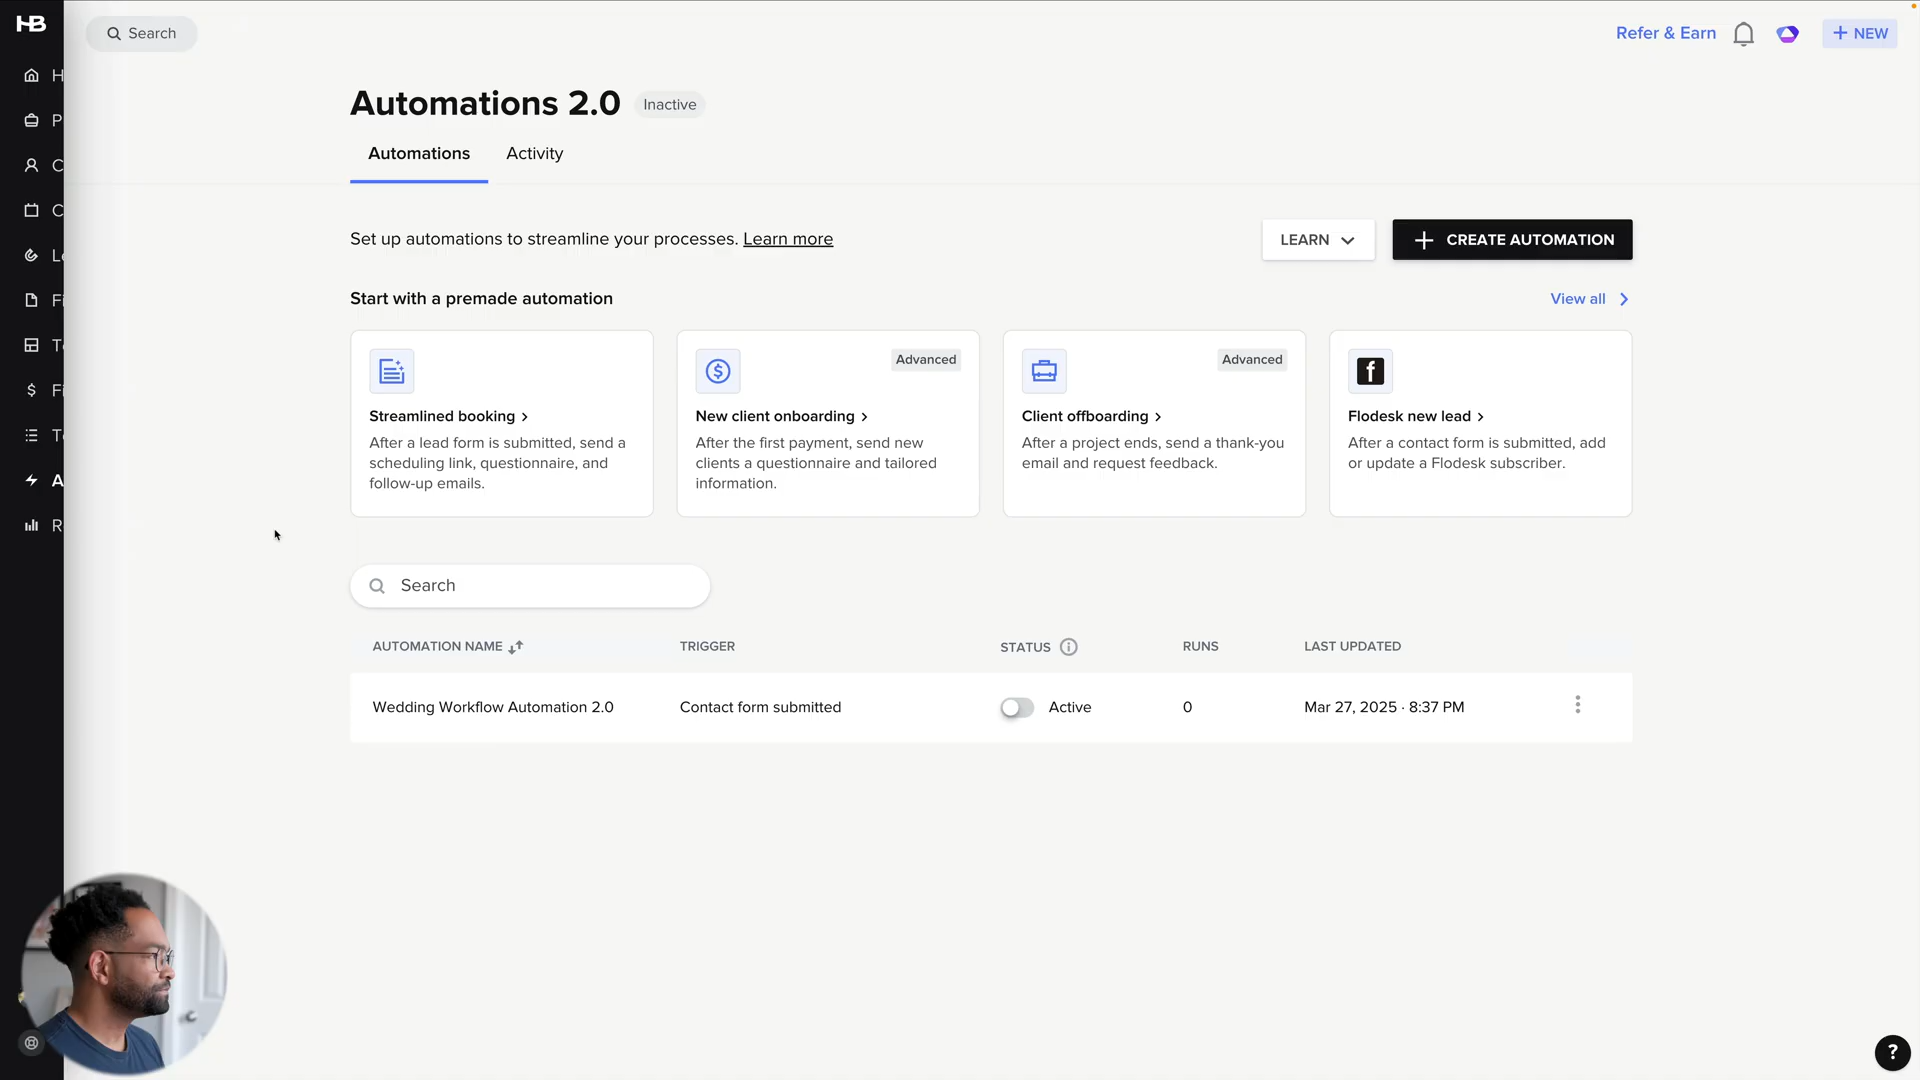 HB
Search
Refer & Earn
+ NEW
H
P
C
C
Le
Fi
Te
$ Fi
To
A
R
Automations 2.0
Inactive
Automations
Activity
Set up automations to streamline your processes. Learn more
LEARN
+ CREATE AUTOMATION
Start with a premade automation
View all
Streamlined booking
After a lead form is submitted, send a
scheduling link, questionnaire, and
follow-up emails.
Advanced
New client onboarding
After the first payment, send new
clients a questionnaire and tailored
information.
Advanced
Client offboarding
After a project ends, send a thank-you
email and request feedback.
f
Flodesk new lead
After a contact form is submitted, add
or update a Flodesk subscriber.
Search
AUTOMATION NAME
TRIGGER
STATUS
RUNS
LAST UPDATED
Wedding Workflow Automation 2.0
Contact form submitted
Active
0
Mar 27, 2025 · 8:37 PM
?